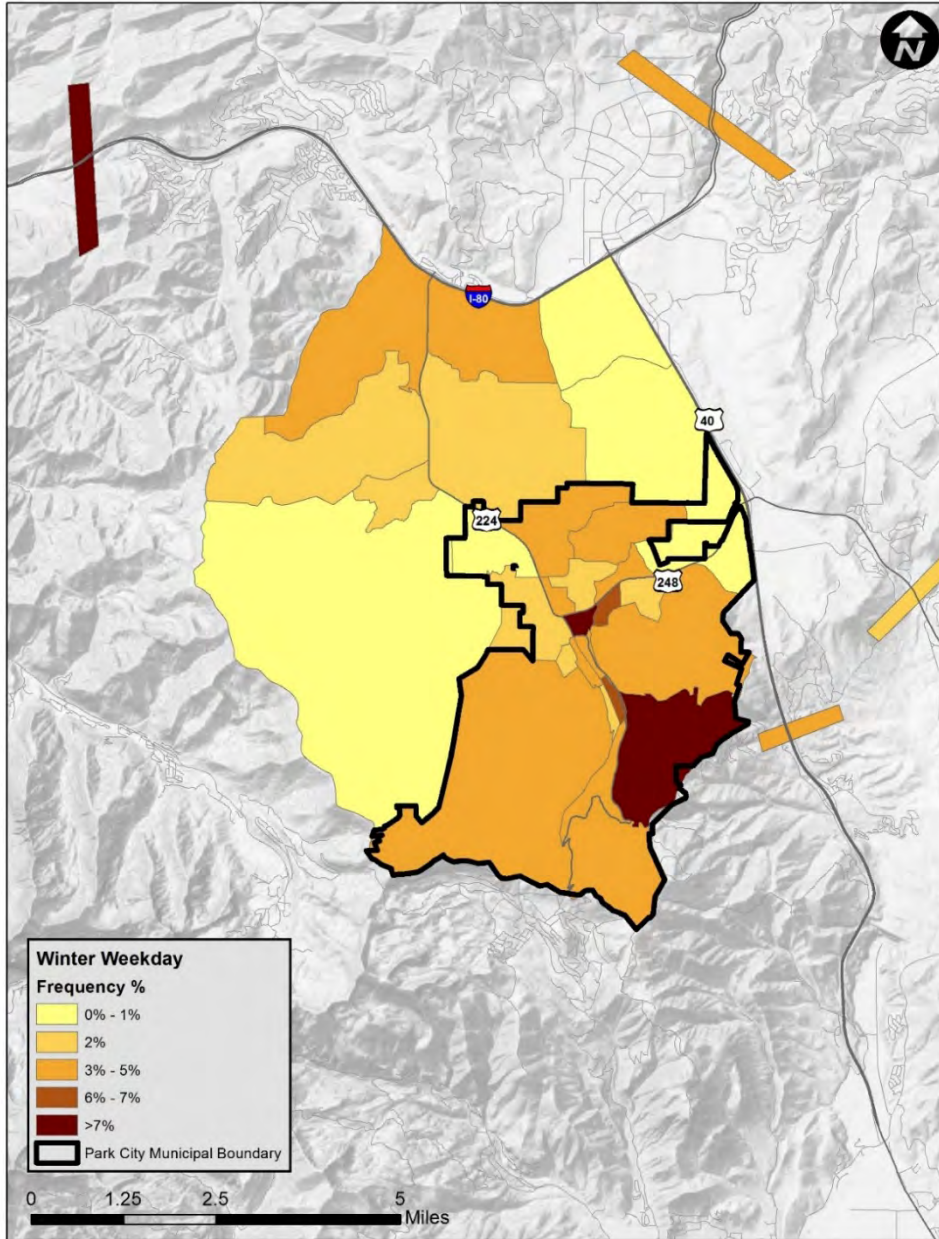 N
I-80
40
224
248
Winter Weekday
Frequency %
0% - 1%
2%
3% - 5%
6% - 7%
>7%
Park City Municipal Boundary
0 1.25 2.5 5
Miles